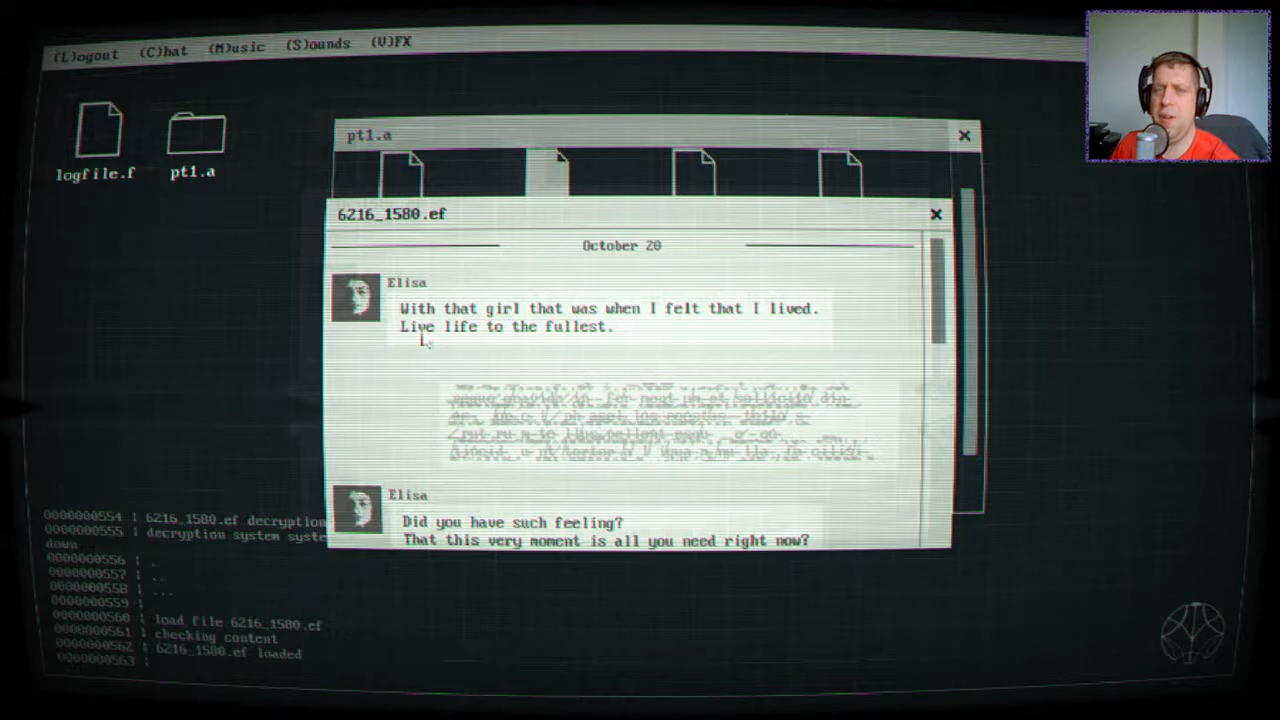 (L)ogout (C)hat (M)usic (S)ounds (V)FX
logfile.f
pt1.a
pt1.a
6216_1580.ef
October 20
Elisa
With that girl that was when I felt that I lived.
Live life to the fullest.
Elisa
Did you have such feeling?
That this very moment is all you need right now?
0000000554 | 6216_1580.ef decryption
0000000555 | decryption system syste
down
0000000556 | .
0000000557 | ..
0000000558 | ...
0000000559 |
0000000560 | load file 6216_1580.ef
0000000561 | checking content
0000000562 | 6216_1580.ef loaded
0000000563 |